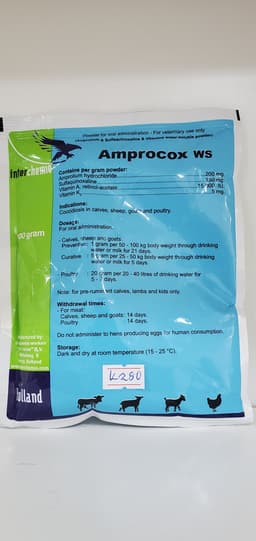 Powder for oral administration - For veterinary use only
Amprocox WS
interchemie
Contains per gram powder:
Amprolium hydrochloride 200 mg
Sulfaquinoxaline 150 mg
Vitamin A, retinol-acetate
Vitamin K3 5 mg
Indications:
Coccidiosis in calves, sheep, goats and poultry.
Dosage:
For oral administration.
- Calves, sheep and goats:
Preventive: 1 gram per 50 - 100 kg body weight through drinking
water or milk for 21 days.
Curative : gram per 25 - 50 kg body weight through drinking
water or milk for 5 days.
- Poultry : 20 gram per 20 - 40 litres of drinking water for
5 - 7 days.
Note: for pre-ruminant calves, lambs and kids only.
Withdrawal times:
- For meat:
Calves, sheep and goats: 14 days.
Poultry : 14 days.
Do not administer to hens producing eggs for human consumption.
Storage:
Dark and dry at room temperature (15 - 25 °C).
gram
K280
Holland